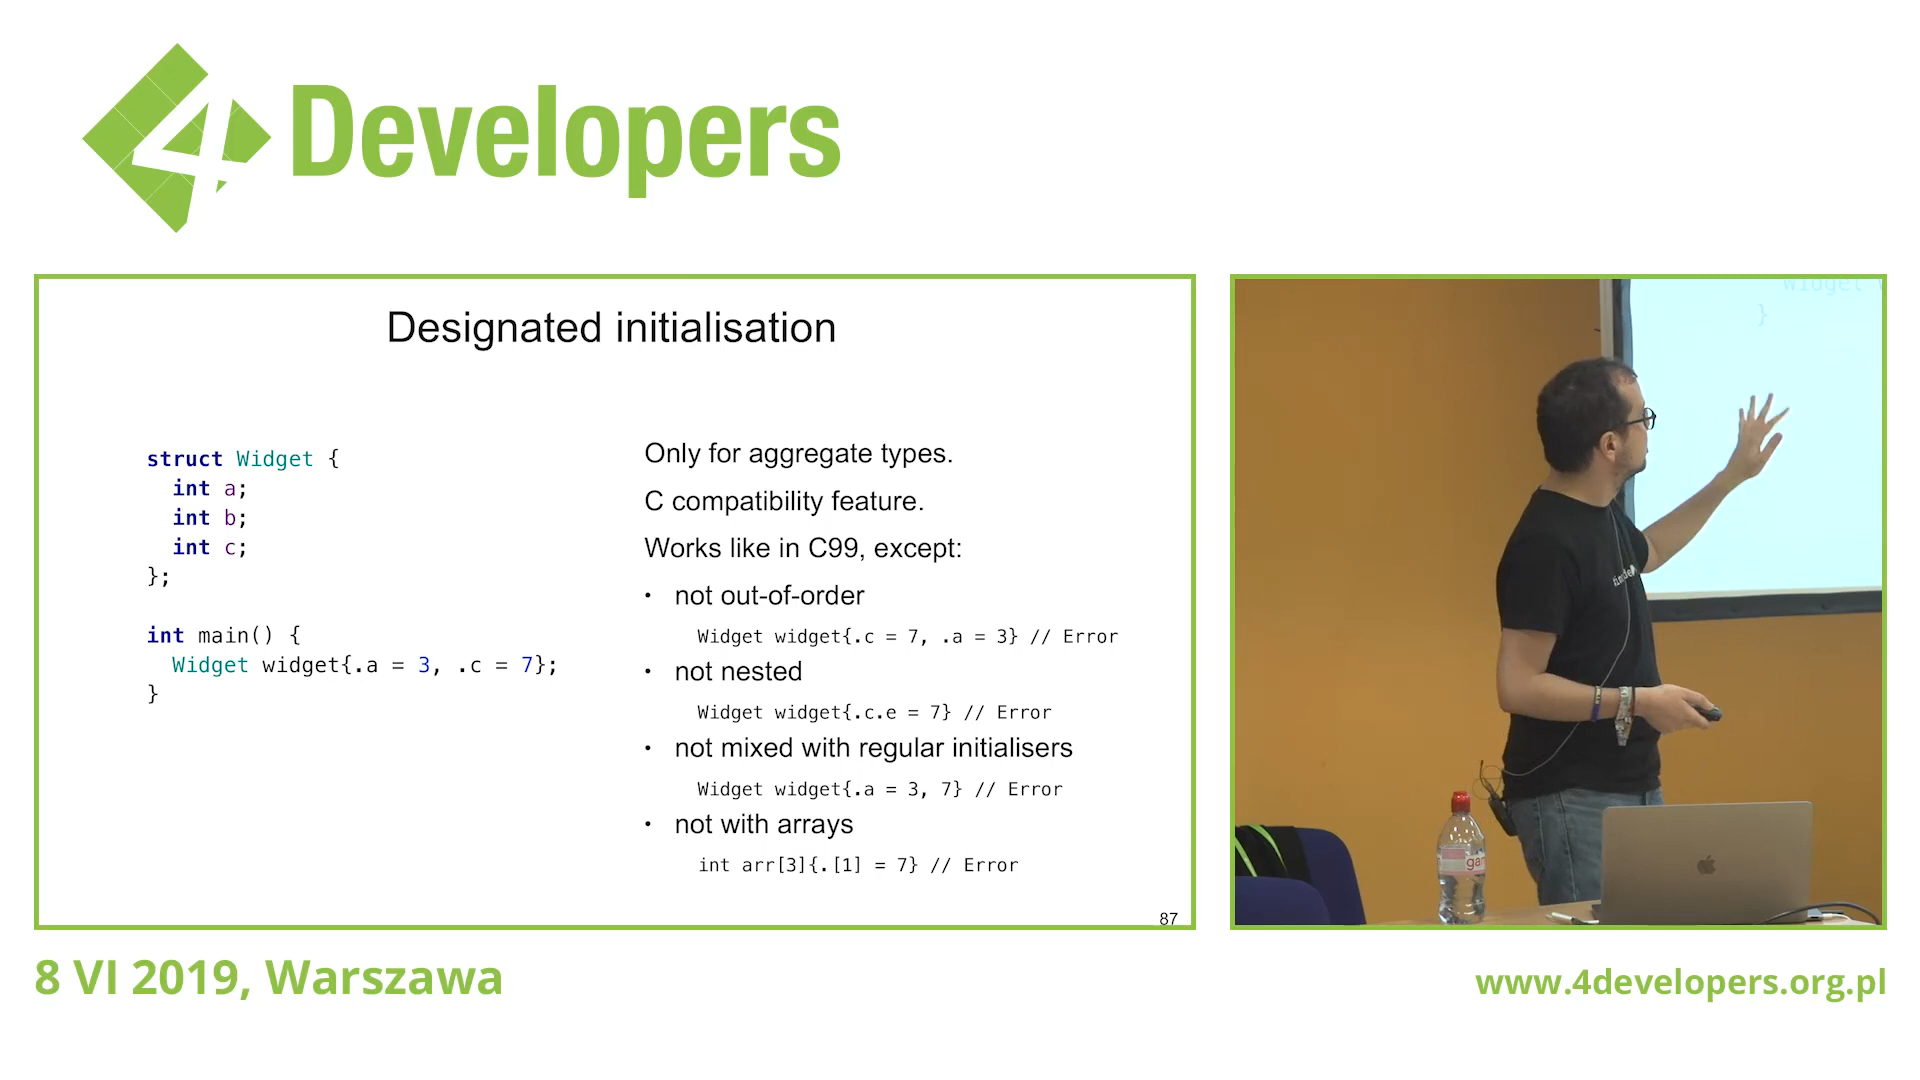 4Developers
Designated initialisation
struct Widget {
int a;
int b;
int c;
};
int main() {
Widget widget{.a = 3, .c = 7};
}
Only for aggregate types.
C compatibility feature.
Works like in C99, except:
• not out-of-order
Widget widget{.c = 7, .a = 3} // Error
• not nested
Widget widget{.c.e = 7} // Error
• not mixed with regular initialisers
Widget widget{.a = 3, 7} // Error
• not with arrays
int arr[3]{.[1] = 7} // Error
87
Widget
}
8 VI 2019, Warszawa
www.4developers.org.pl